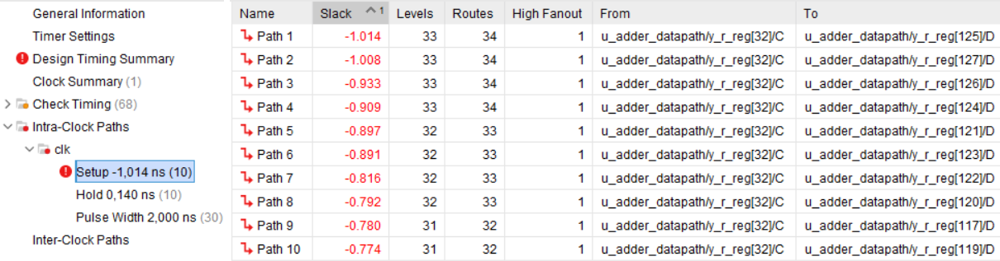 General Information
Timer Settings
Design Timing Summary
Clock Summary (1)
Check Timing (68)
Intra-Clock Paths
clk
Setup -1,014 ns (10)
Hold 0,140 ns (10)
Pulse Width 2,000 ns (30)
Inter-Clock Paths
Name Slack ^1 Levels Routes High Fanout From To
Path 1 -1.014 33 34 1 u_adder_datapath/y_r_reg[32]/C u_adder_datapath/y_r_reg[125]/D
Path 2 -1.008 33 34 1 u_adder_datapath/y_r_reg[32]/C u_adder_datapath/y_r_reg[127]/D
Path 3 -0.933 33 34 1 u_adder_datapath/y_r_reg[32]/C u_adder_datapath/y_r_reg[126]/D
Path 4 -0.909 33 34 1 u_adder_datapath/y_r_reg[32]/C u_adder_datapath/y_r_reg[124]/D
Path 5 -0.897 32 33 1 u_adder_datapath/y_r_reg[32]/C u_adder_datapath/y_r_reg[121]/D
Path 6 -0.891 32 33 1 u_adder_datapath/y_r_reg[32]/C u_adder_datapath/y_r_reg[123]/D
Path 7 -0.816 32 33 1 u_adder_datapath/y_r_reg[32]/C u_adder_datapath/y_r_reg[122]/D
Path 8 -0.792 32 33 1 u_adder_datapath/y_r_reg[32]/C u_adder_datapath/y_r_reg[120]/D
Path 9 -0.780 31 32 1 u_adder_datapath/y_r_reg[32]/C u_adder_datapath/y_r_reg[117]/D
Path 10 -0.774 31 32 1 u_adder_datapath/y_r_reg[32]/C u_adder_datapath/y_r_reg[119]/D